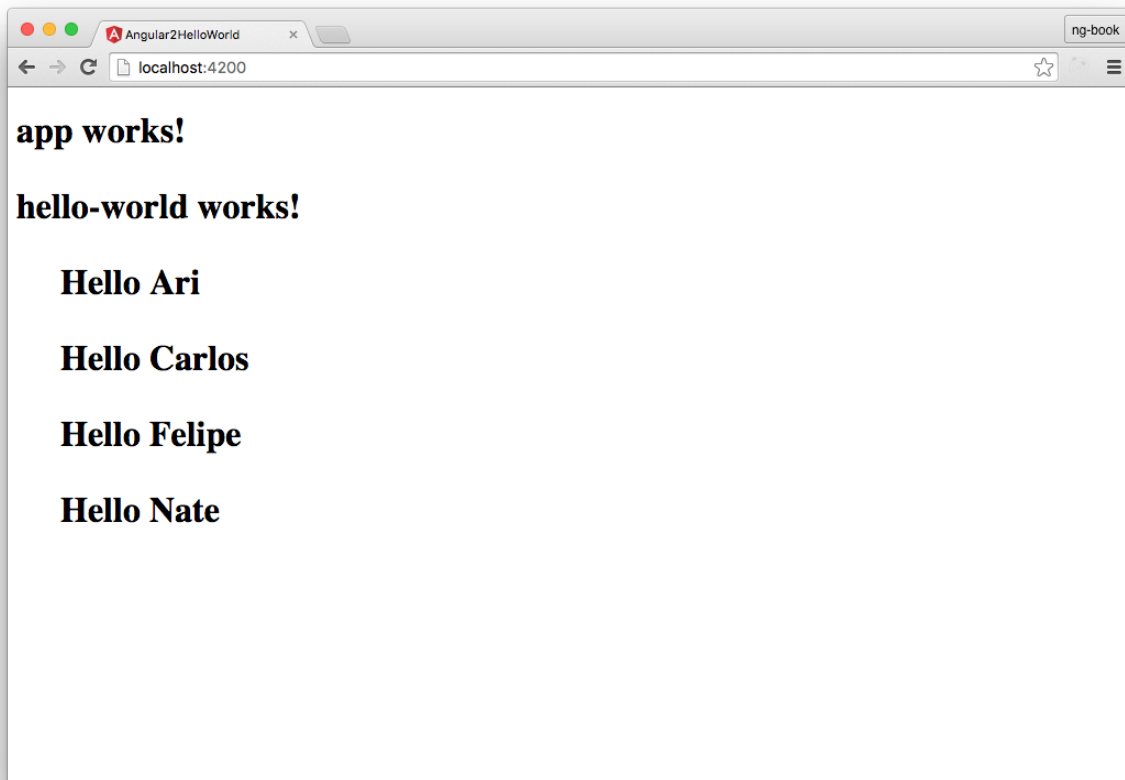 Angular2HelloWorld
ng-book
localhost:4200
app works!
hello-world works!
Hello Ari
Hello Carlos
Hello Felipe
Hello Nate